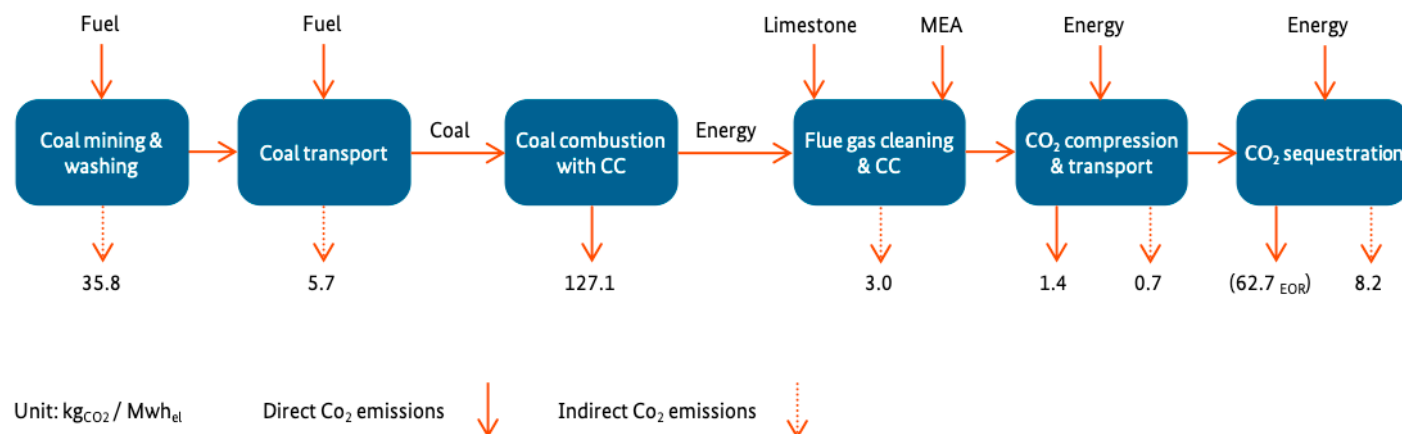 Fuel
Fuel
Limestone
MEA
Energy
Energy
Coal mining &
washing
Coal transport
Coal
Coal combustion
with CC
Energy
Flue gas cleaning
& CC
CO₂ compression
& transport
CO₂ sequestration
35.8
5.7
127.1
3.0
1.4
0.7
(62.7 EOR)
8.2
Unit: kgCO2 / Mwhel
Direct Co₂ emissions
Indirect Co₂ emissions